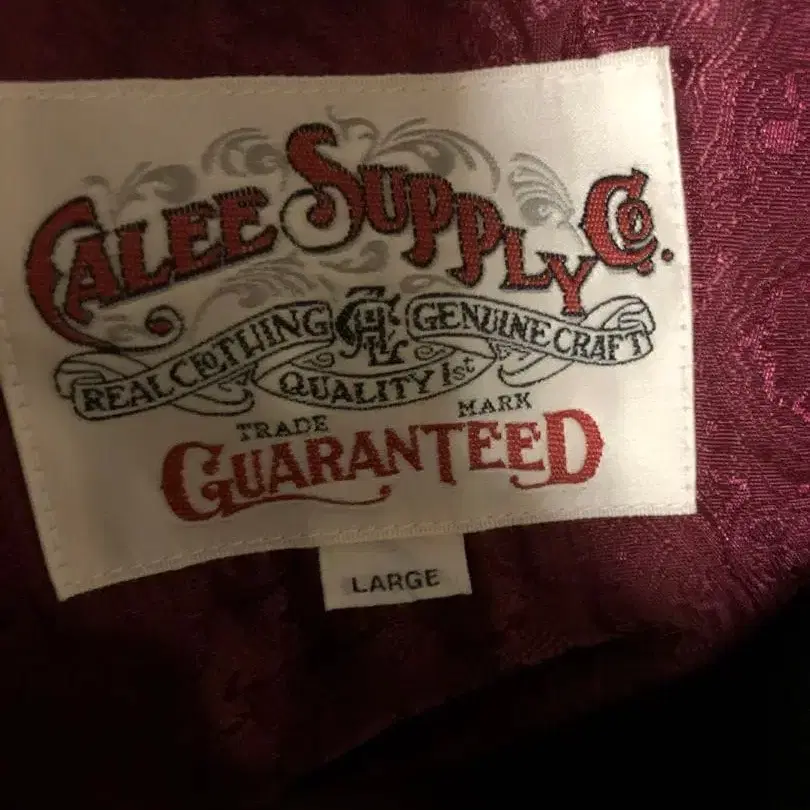 CALEE SUPPLY Co.
REAL CLOTHING GENUINE CRAFT
QUALITY 1st
TRADE MARK
GUARANTEED
LARGE